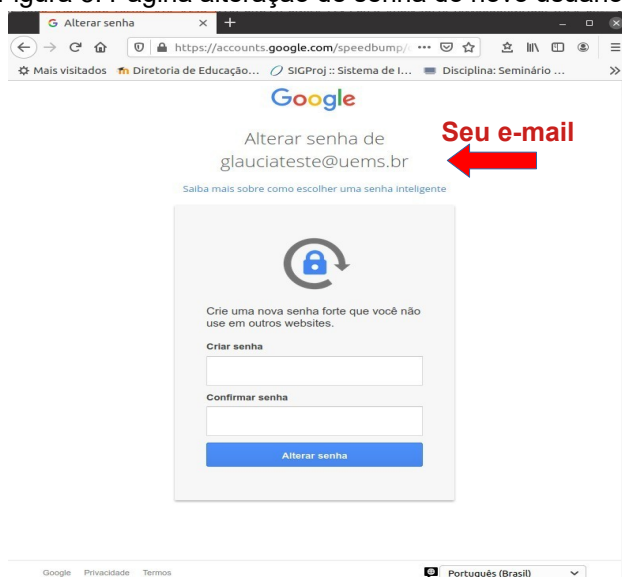 Figura 6. Página alteração de senha do novo usuário
Alterar senha
https://accounts.google.com/speedbump/
Mais visitados Diretoria de Educação... SIGProj :: Sistema de I... Disciplina: Seminário ...
Google
Alterar senha de
glauciateste@uems.br
Seu e-mail
Saiba mais sobre como escolher uma senha inteligente
Crie uma nova senha forte que você não
use em outros websites.
Criar senha
Confirmar senha
Alterar senha
Google Privacidade Termos
Português (Brasil)